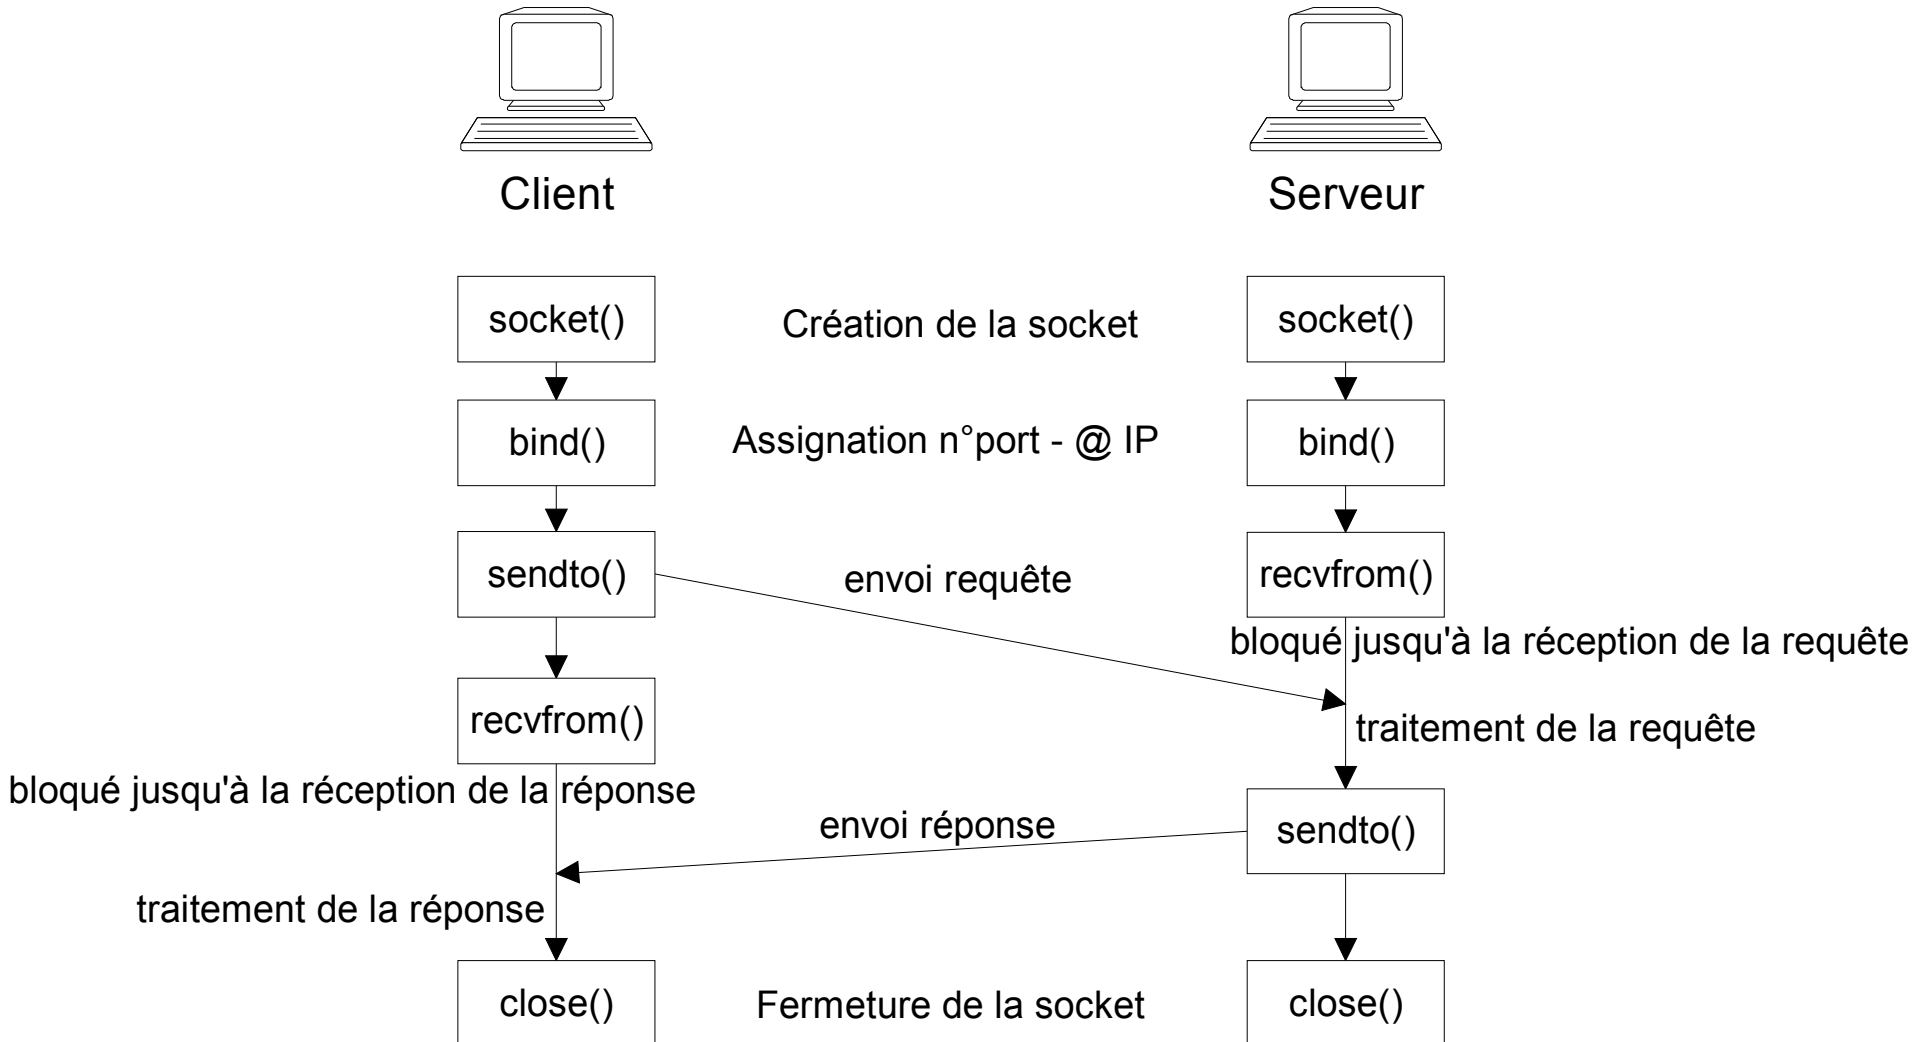 Client
Serveur
socket()
Création de la socket
socket()
bind()
Assignation n°port - @ IP
bind()
sendto()
envoi requête
recvfrom()
bloqué jusqu'à la réception de la requête
recvfrom()
traitement de la requête
bloqué jusqu'à la réception de la réponse
envoi réponse
sendto()
traitement de la réponse
close()
Fermeture de la socket
close()